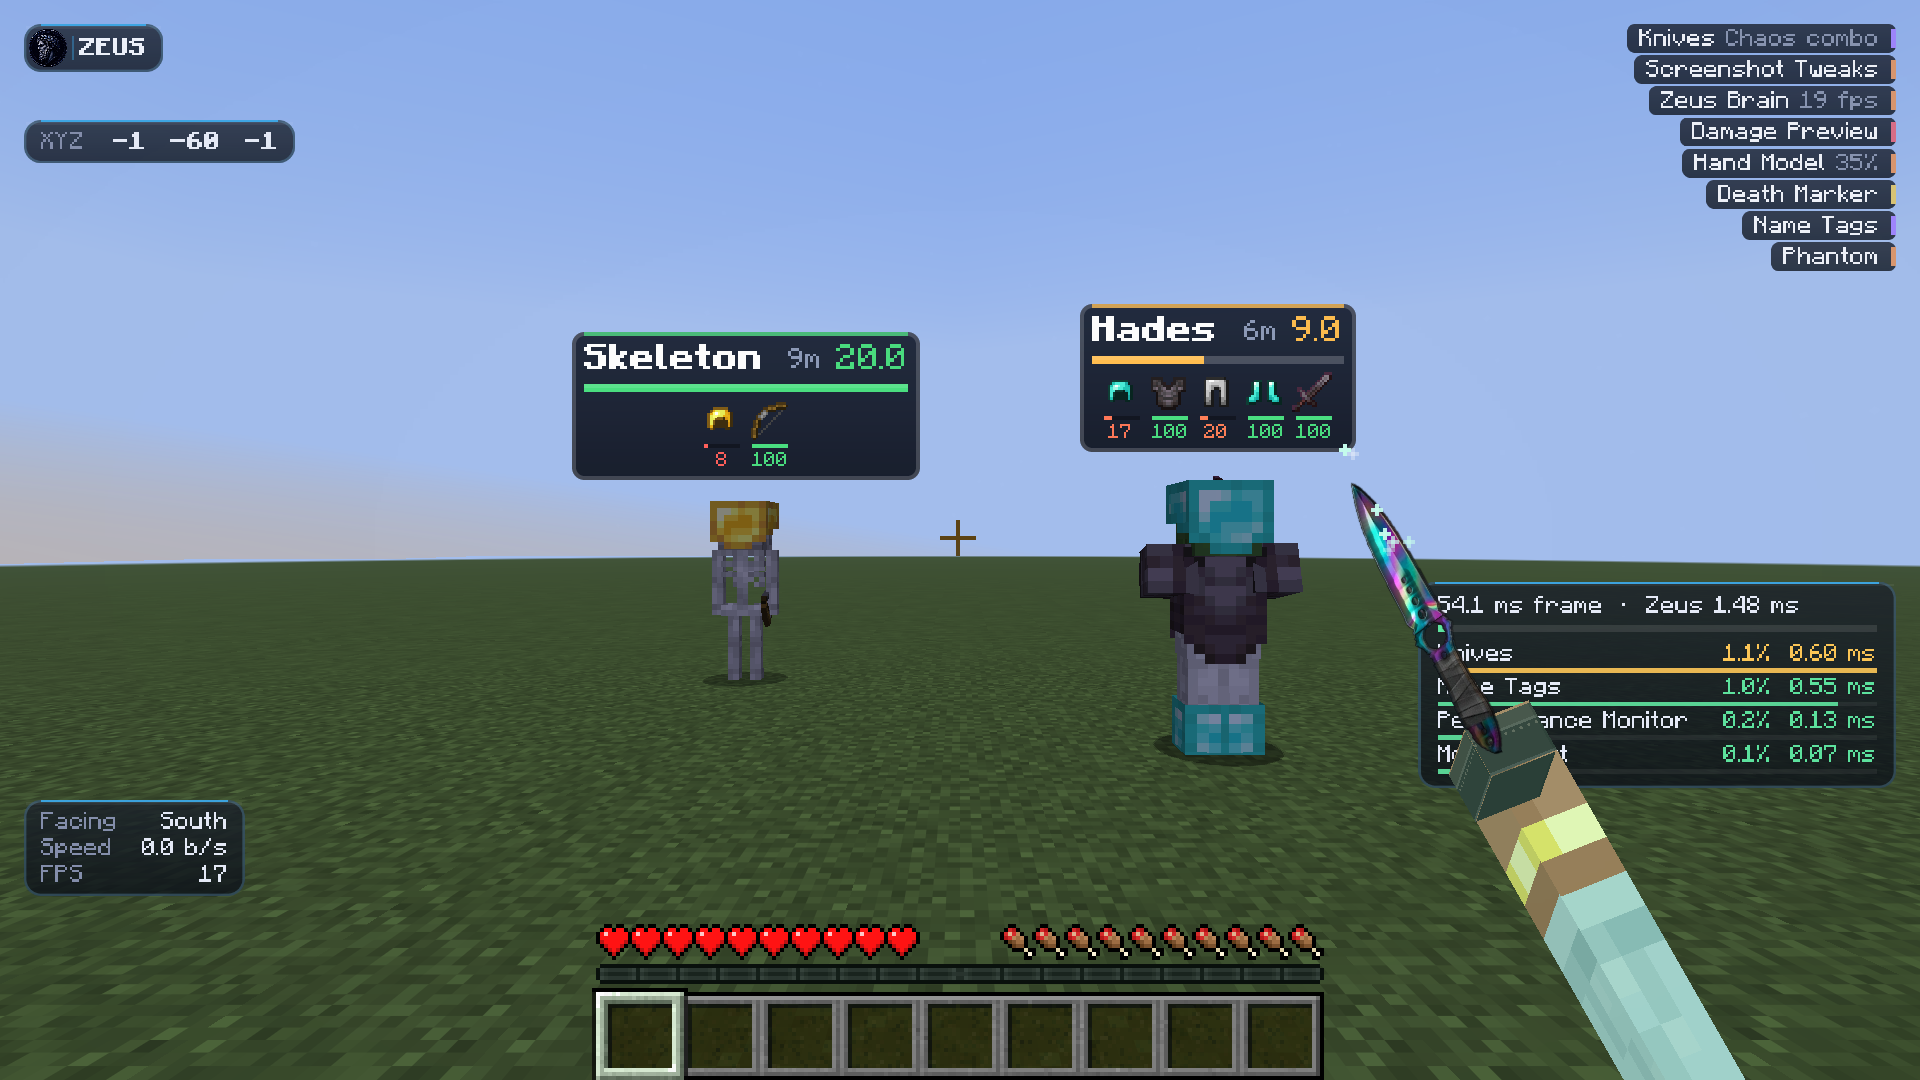 ZEUS
XYZ -1 -60 -1
Knives Chaos combo
Screenshot Tweaks
Zeus Brain 19 fps
Damage Preview
Hand Model 35%
Death Marker
Name Tags
Phantom
Skeleton 9m 20.0
8 100
Hades 6m 9.0
17 100 20 100 100
54.1 ms frame · Zeus 1.48 ms
1.1% 0.60 ms
Tags 1.0% 0.55 ms
Monitor 0.2% 0.13 ms
0.1% 0.07 ms
Facing South
Speed 0.0 b/s
FPS 17